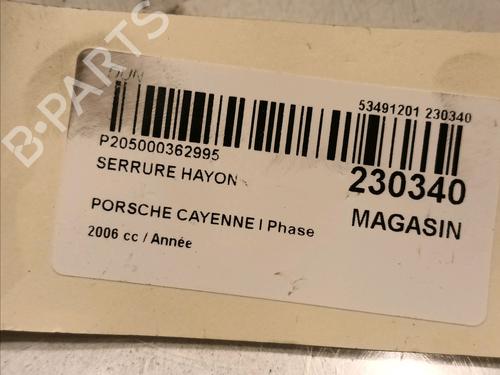 B-PARTS
53491201 230340
P205000362995
SERRURE HAYON
230340
PORSCHE CAYENNE I Phase
MAGASIN
2006 cc / Année